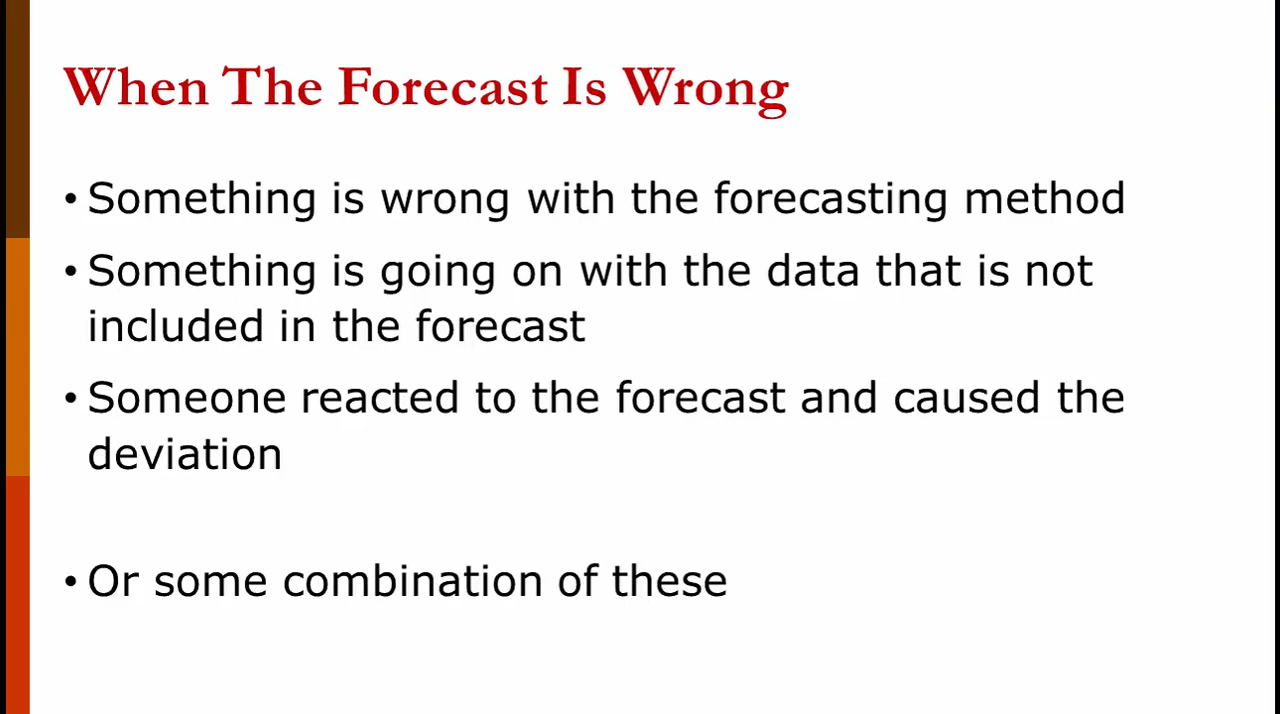 When The Forecast Is Wrong
• Something is wrong with the forecasting method
• Something is going on with the data that is not
included in the forecast
• Someone reacted to the forecast and caused the
deviation
• Or some combination of these